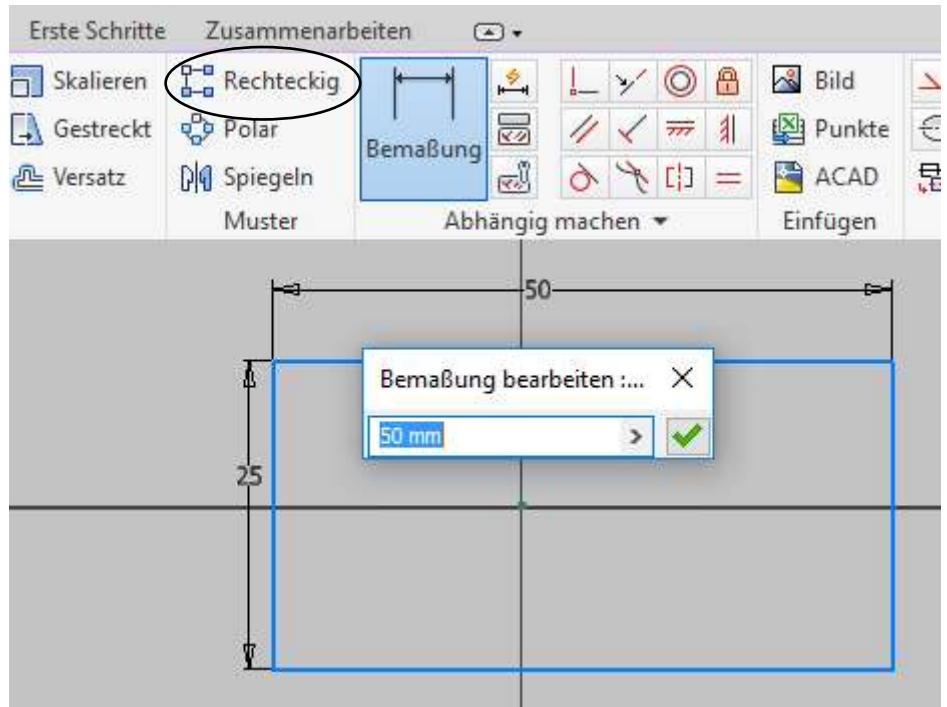 Erste Schritte Zusammenarbeiten
Skalieren Rechteckig Bild
Gestreckt Polar Bemaßung Punkte
Versatz Spiegeln ACAD
Muster Abhängig machen Einfügen
50
Bemaßung bearbeiten :...
50 mm
25